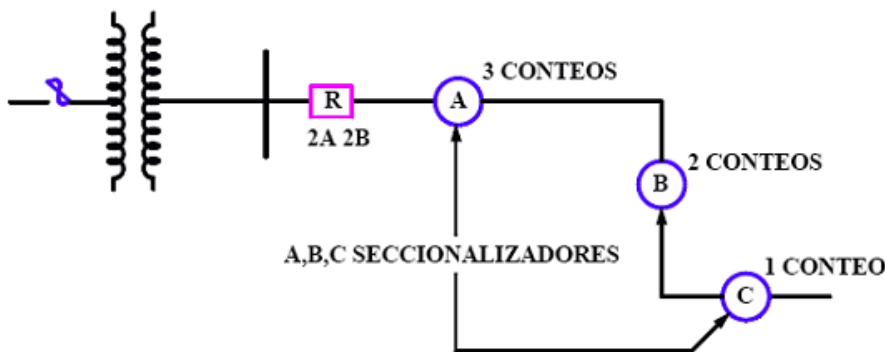 3 CONTEOS
R
A
2A 2B
2 CONTEOS
B
A,B,C SECCIONALIZADORES
1 CONTEO
C